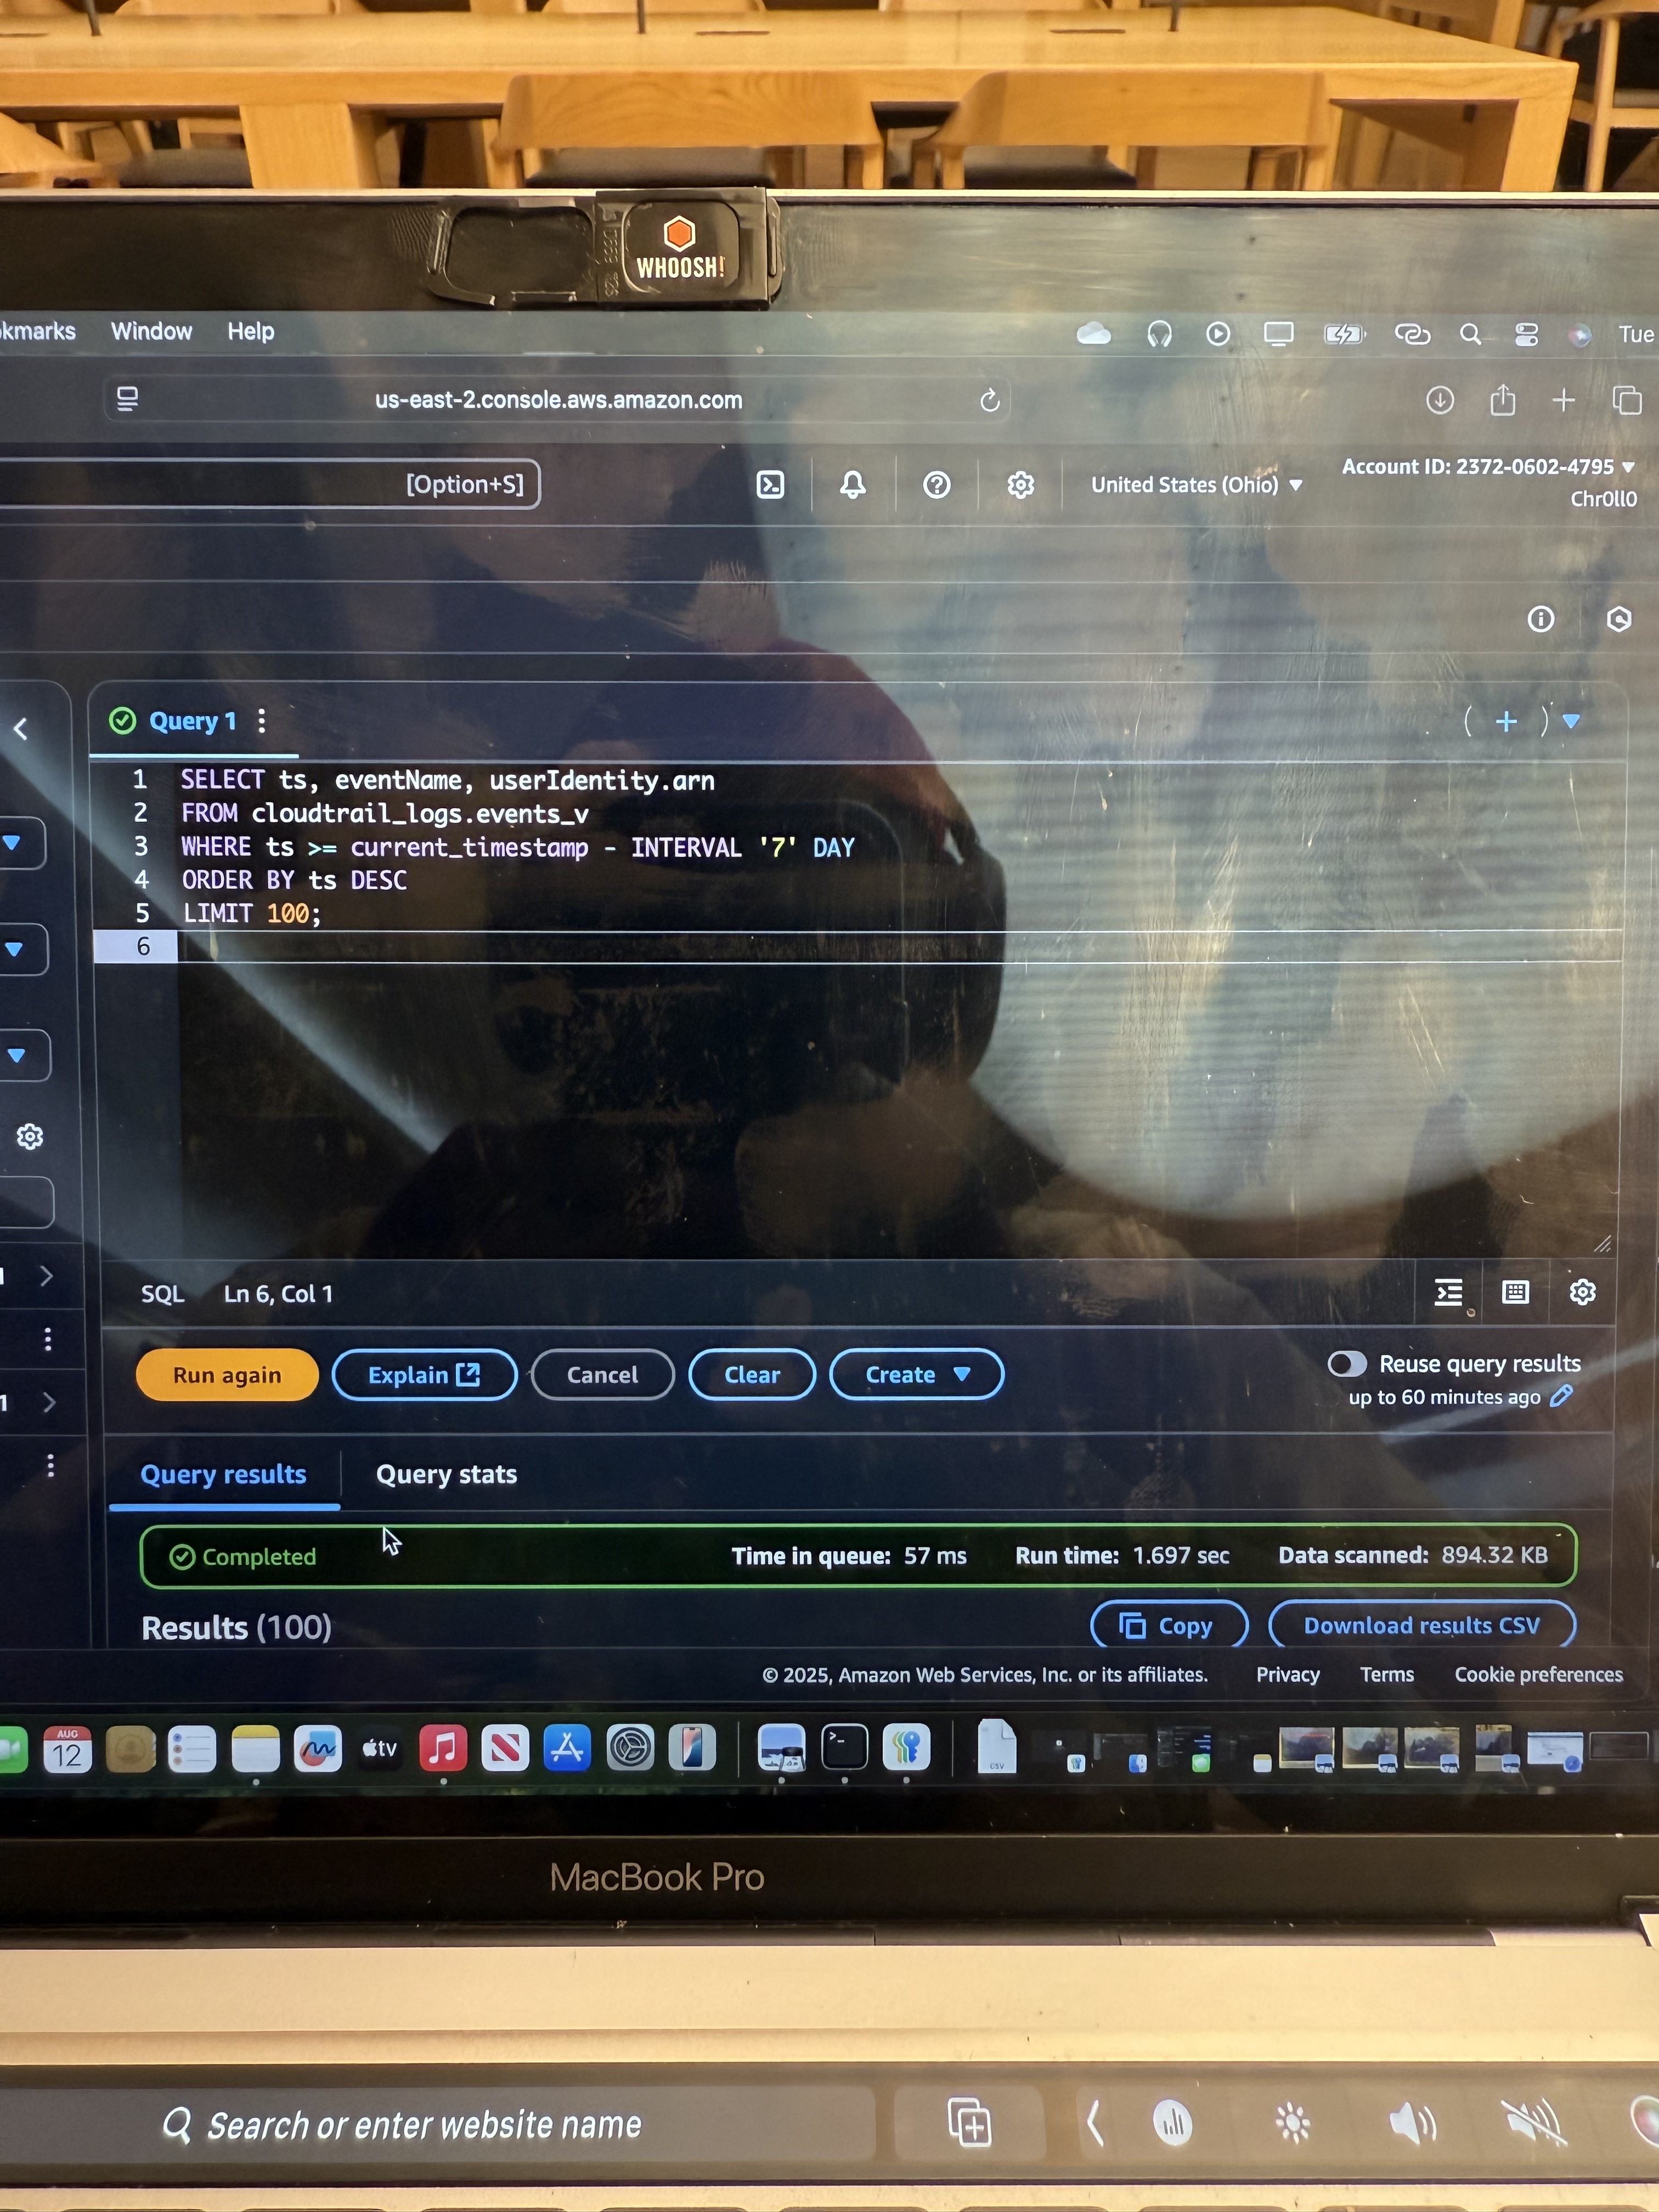 WHOOSH!
Window Help
Tue
us-east-2.console.aws.amazon.com
[Option+S]
United States (Ohio)
Account ID: 2372-0602-4795
Chr0ll0
Query 1
1 SELECT ts, eventName, userIdentity.arn
2 FROM cloudtrail_logs.events_v
3 WHERE ts >= current_timestamp - INTERVAL '7' DAY
4 ORDER BY ts DESC
5 LIMIT 100;
6
SQL Ln 6, Col 1
Run again Explain Cancel Clear Create
Reuse query results
up to 60 minutes ago
1
Query results Query stats
Completed Time in queue: 57 ms Run time: 1.697 sec Data scanned: 894.32 KB
Results (100) Copy Download results CSV
© 2025, Amazon Web Services, Inc. or its affiliates. Privacy Terms Cookie preferences
AUG
12
tv
CSV
MacBook Pro
Search or enter website name